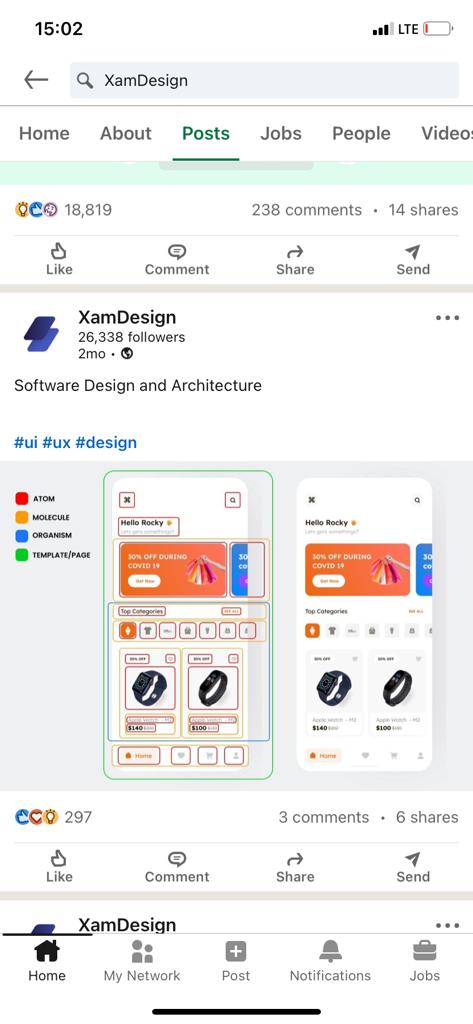 15:02
LTE
XamDesign
Home About Posts Jobs People Videos
18,819 238 comments • 14 shares
Like Comment Share Send
XamDesign
26,338 followers
2mo •
Software Design and Architecture
#ui #ux #design
ATOM
MOLECULE
ORGANISM
TEMPLATE/PAGE
Hello Rocky
Lets gets somethings?
30% OFF DURING
COVID 19
Get Now
30
CO
Top Categories
SEE ALL
30% OFF
30% OFF
Apple Watch - M2
$140
Apple Watch - M2
$100
Home
Hello Rocky
Lets gets somethings?
30% OFF DURING
COVID 19
Get Now
30
CO
Top Categories
SEE ALL
30% OFF
30% OFF
Apple Watch - M2
$140
Apple Watch - M2
$100
Home
297 3 comments • 6 shares
Like Comment Share Send
XamDesign
Home My Network Post Notifications Jobs